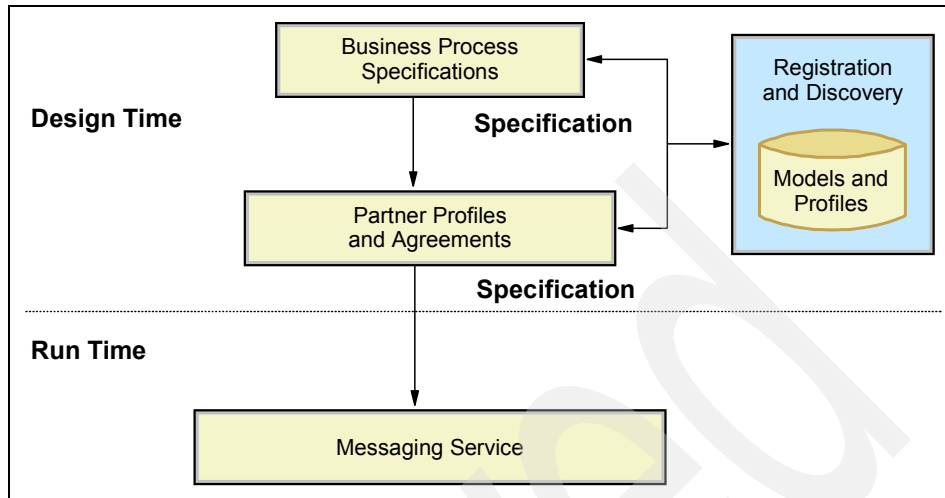 Business Process
Specifications
Registration
and Discovery
Design Time
Specification
Models and
Profiles
Partner Profiles
and Agreements
Specification
Run Time
Messaging Service